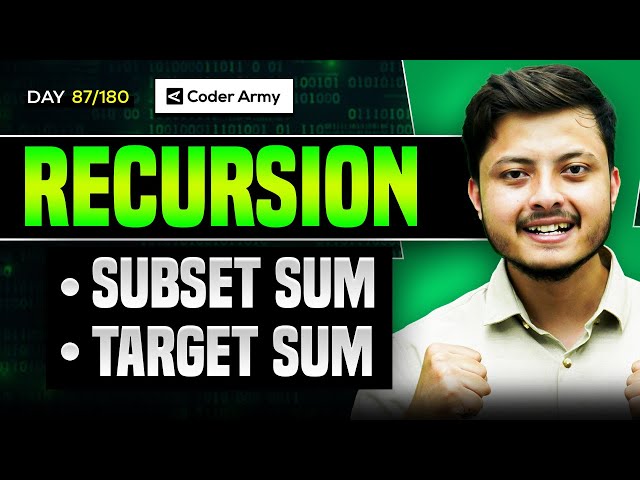 DAY 87/180
Coder Army
RECURSION
• SUBSET SUM
• TARGET SUM